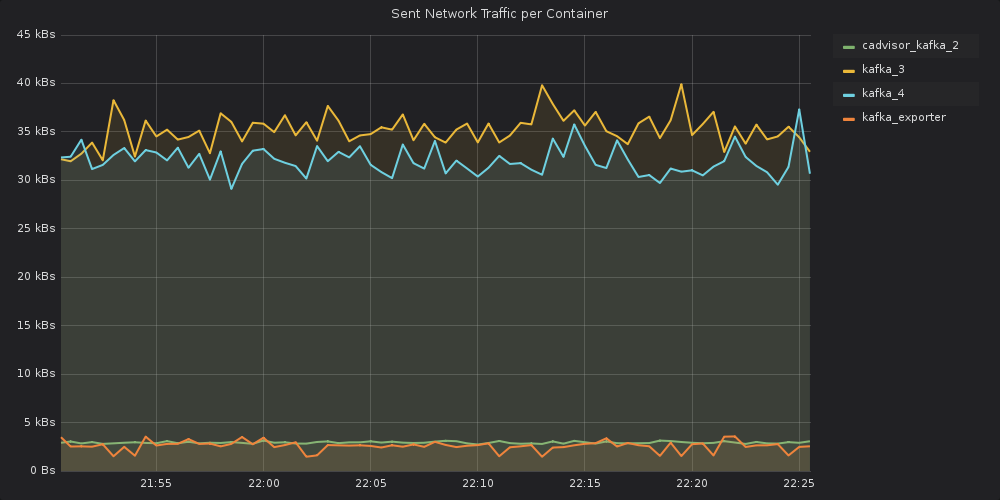 Sent Network Traffic per Container
45 kBs
40 kBs
35 kBs
30 kBs
25 kBs
20 kBs
15 kBs
10 kBs
5 kBs
0 Bs
21:55 22:00 22:05 22:10 22:15 22:20 22:25
cadvisor_kafka_2
kafka_3
kafka_4
kafka_exporter